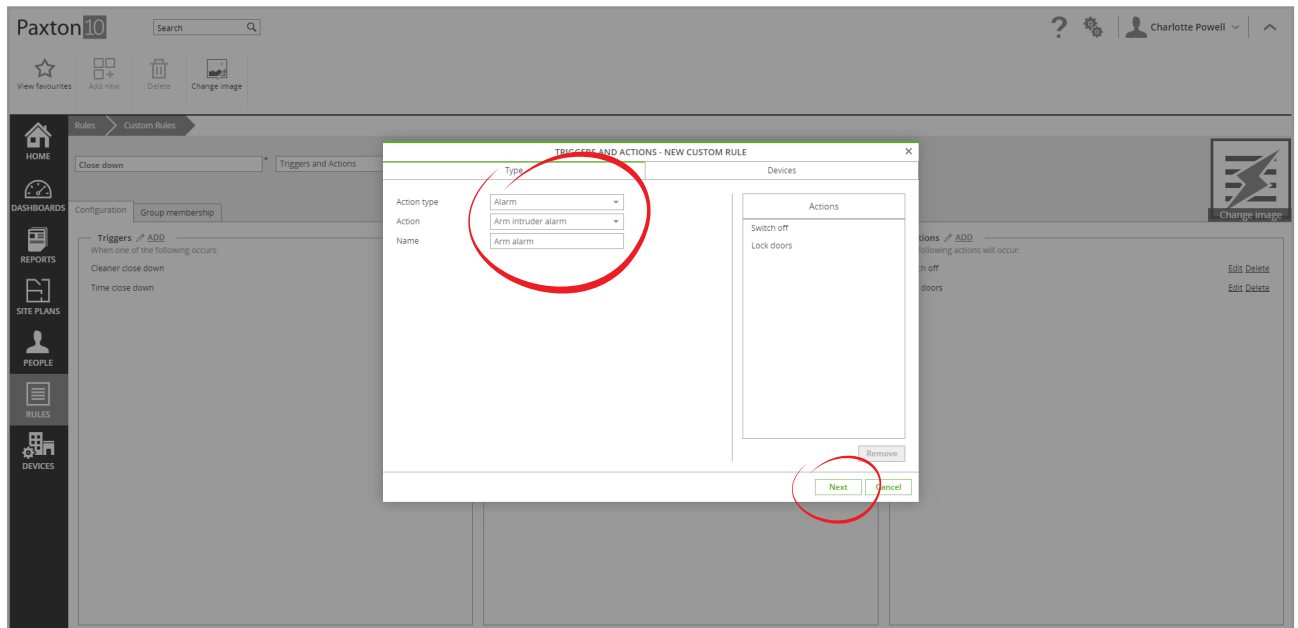 Paxton10
Search
?
Charlotte Powell
View favourites
Add new
Delete
Change image
Rules
Custom Rules
HOME
DASHBOARDS
REPORTS
SITE PLANS
PEOPLE
RULES
DEVICES
Close down
*
Triggers and Actions
Change image
Configuration
Group membership
Triggers ADD
When one of the following occurs:
Cleaner close down
Time close down
TRIGGERS AND ACTIONS - NEW CUSTOM RULE
Type
Devices
Action type
Alarm
Action
Arm intruder alarm
Name
Arm alarm
Actions
Switch off
Lock doors
Remove
Next
Cancel
tions ADD
following actions will occur:
h off
Edit Delete
doors
Edit Delete